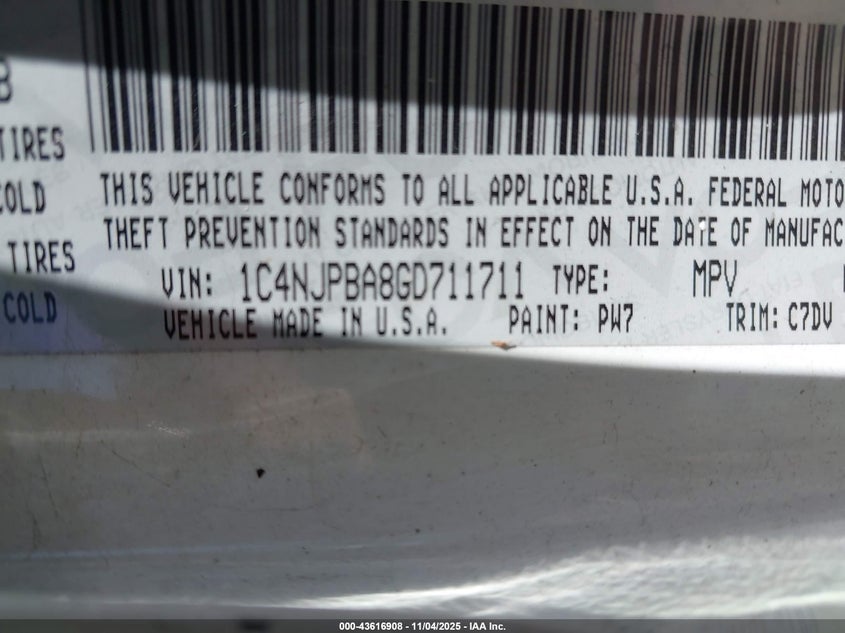 B
TIRES
COLD
TIRES
COLD
THIS VEHICLE CONFORMS TO ALL APPLICABLE U.S.A. FEDERAL MOTO
THEFT PREVENTION STANDARDS IN EFFECT ON THE DATE OF MANUFAC
VIN: 1C4NJPBA8GD711711 TYPE: MPV
VEHICLE MADE IN U.S.A. PAINT: PW7 TRIM: C7DV
000-43616908 - 11/04/2025 - IAA Inc.